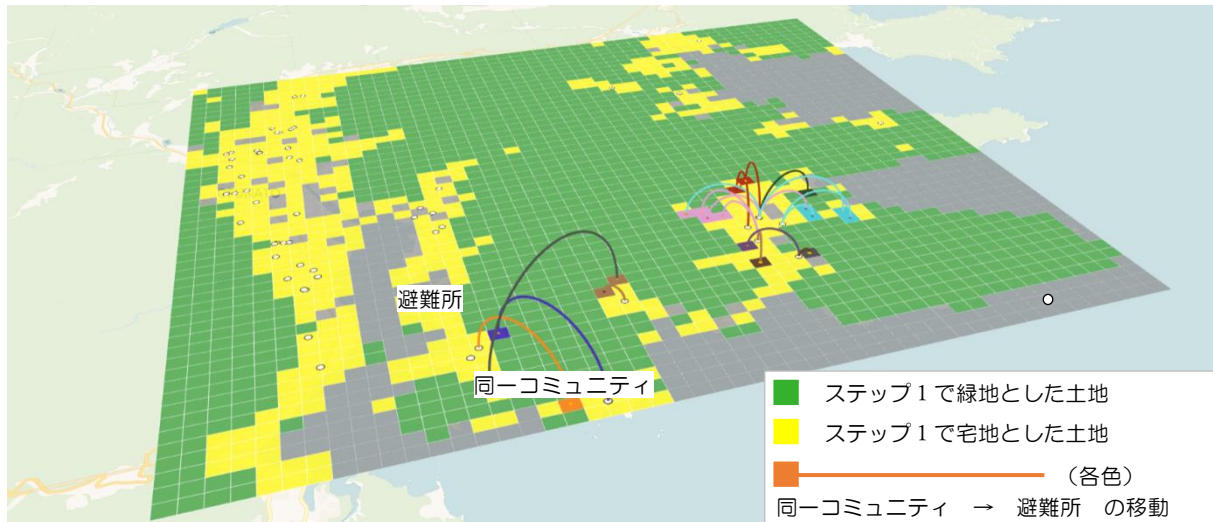 避難所
同一コミュニティ
ステップ１で緑地とした土地
ステップ１で宅地とした土地
（各色）
同一コミュニティ　→　避難所　の移動